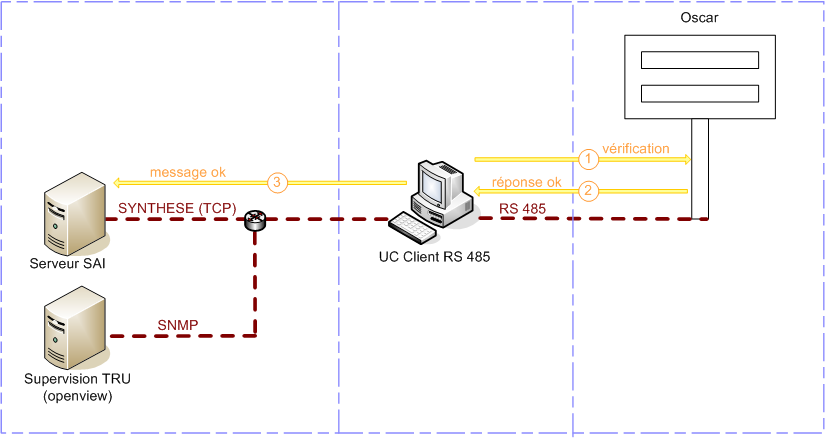 Oscar
1
vérification
message ok
3
réponse ok
2
SYNTHESE (TCP)
RS 485
Serveur SAI
UC Client RS 485
SNMP
Supervision TRU
(openview)